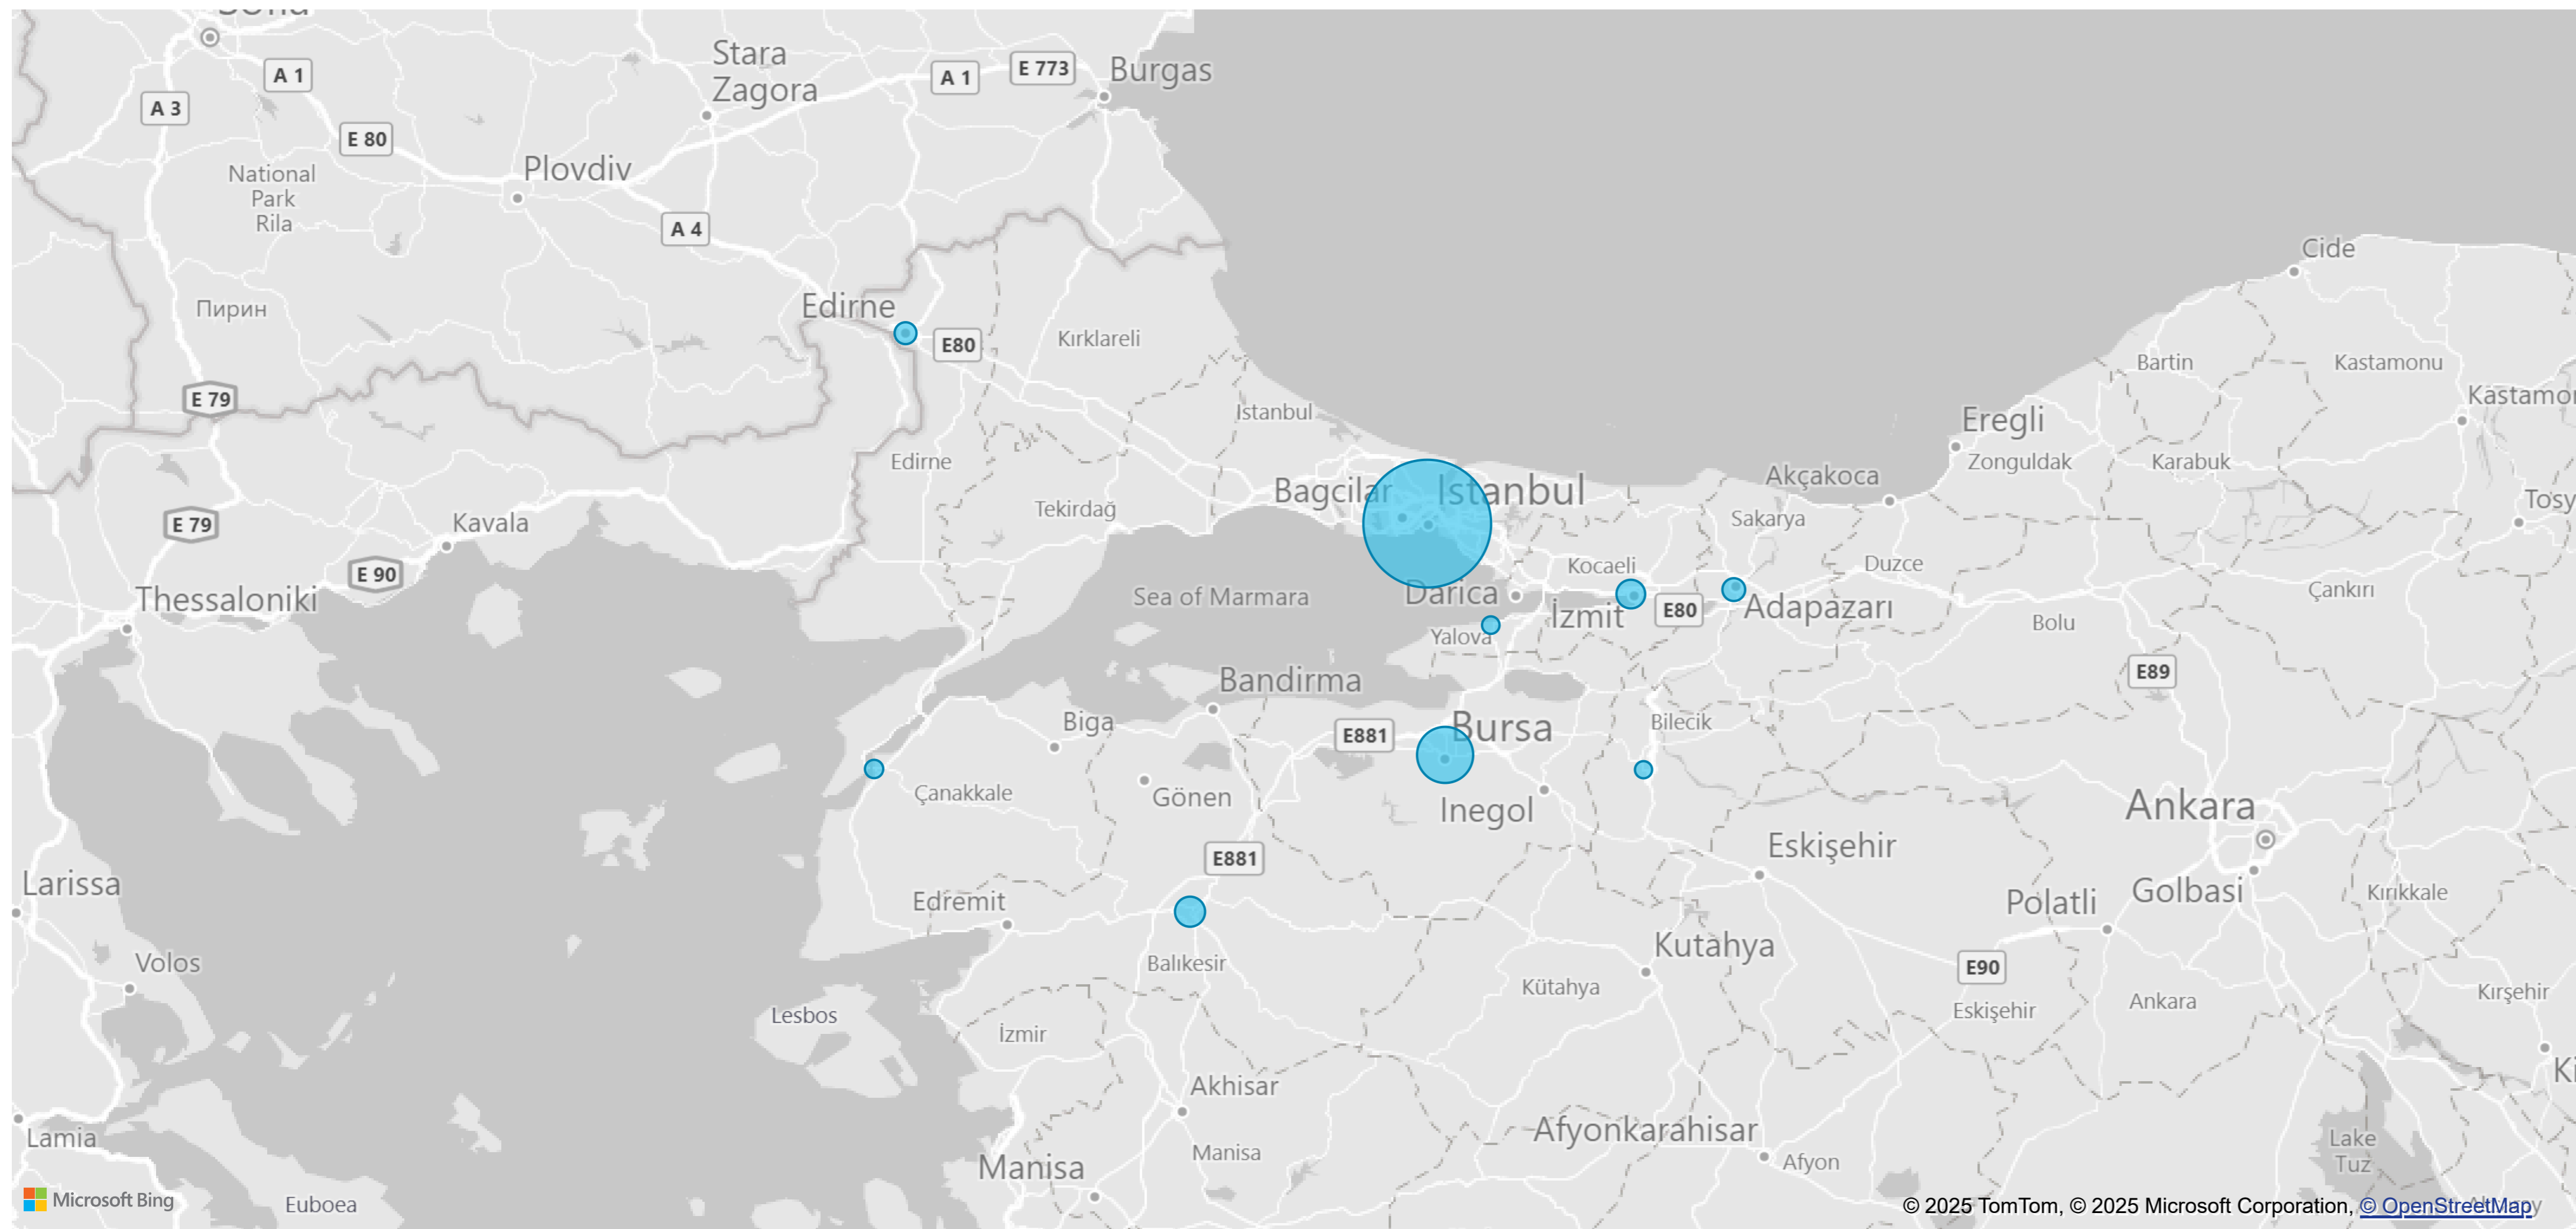 Sofia
A 1
A 3
E 80
National
Park
Rila
Plovdiv
Stara
Zagora
A 1
E 773
Burgas
A 4
Пирин
Edirne
E80
Kırklareli
E 79
Istanbul
Edirne
Tekirdağ
E 79
Kavala
E 90
Thessaloniki
Bagcilar
Istanbul
Sea of Marmara
Darica
Kocaeli
İzmit
E80
Sakarya
Adapazarı
Yalova
Akçakoca
Eregli
Zonguldak
Cide
Bartin
Kastamonu
Kastamo
Karabuk
Tosy
Duzce
Bolu
Çankırı
E89
Bandirma
Biga
Gönen
Çanakkale
E881
Bursa
Bilecik
Inegol
E881
Eskişehir
Ankara
Golbasi
Polatli
Kırıkkale
Larissa
Edremit
Balıkesir
Kutahya
Kütahya
E90
Eskişehir
Ankara
Kırşehir
Volos
Lesbos
İzmir
Akhisar
Manisa
Manisa
Afyonkarahisar
Afyon
Lake
Tuz
Ki
Lamia
Euboea
Microsoft Bing
© 2025 TomTom, © 2025 Microsoft Corporation, © OpenStreetMap